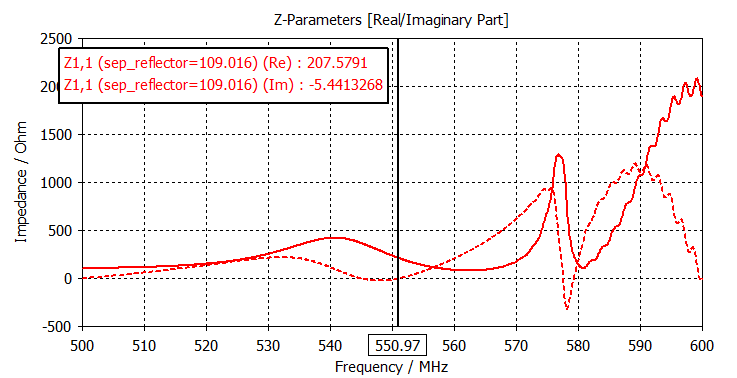 Z-Parameters [Real/Imaginary Part]
2500
Z1,1 (sep_reflector=109.016) (Re) : 207.5791
Z1,1 (sep_reflector=109.016) (Im) : -5.4413268
1500
1000
500
0
-500
Impedance / Ohm
500 510 520 530 540 550.97 560 570 580 590 600
Frequency / MHz